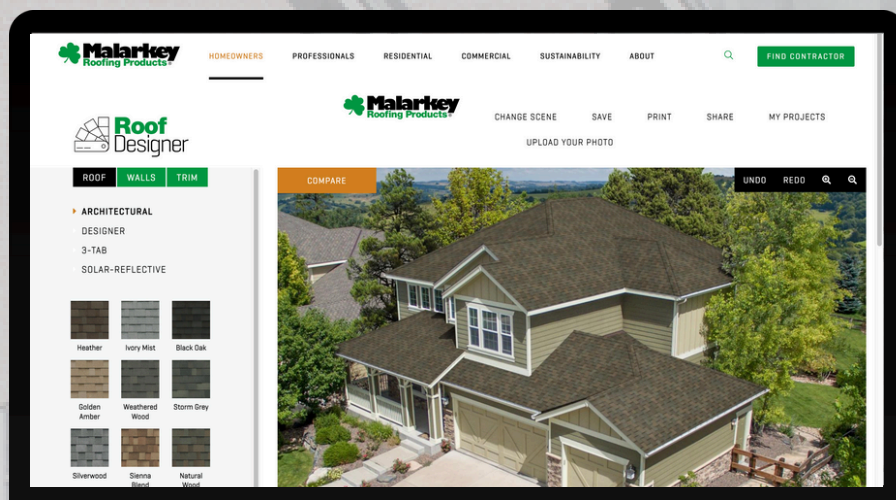 Malarkey
Roofing Products®
HOMEOWNERS PROFESSIONALS RESIDENTIAL COMMERCIAL SUSTAINABILITY ABOUT FIND CONTRACTOR
Malarkey
Roofing Products®
CHANGE SCENE SAVE PRINT SHARE MY PROJECTS
UPLOAD YOUR PHOTO
Roof
Designer
ROOF WALLS TRIM
COMPARE
UNDO REDO
ARCHITECTURAL
DESIGNER
3-TAB
SOLAR-REFLECTIVE
Heather Ivory Mist Black Oak
Golden Amber Weathered Wood Storm Grey
Silverwood Sienna Blend Natural Wood